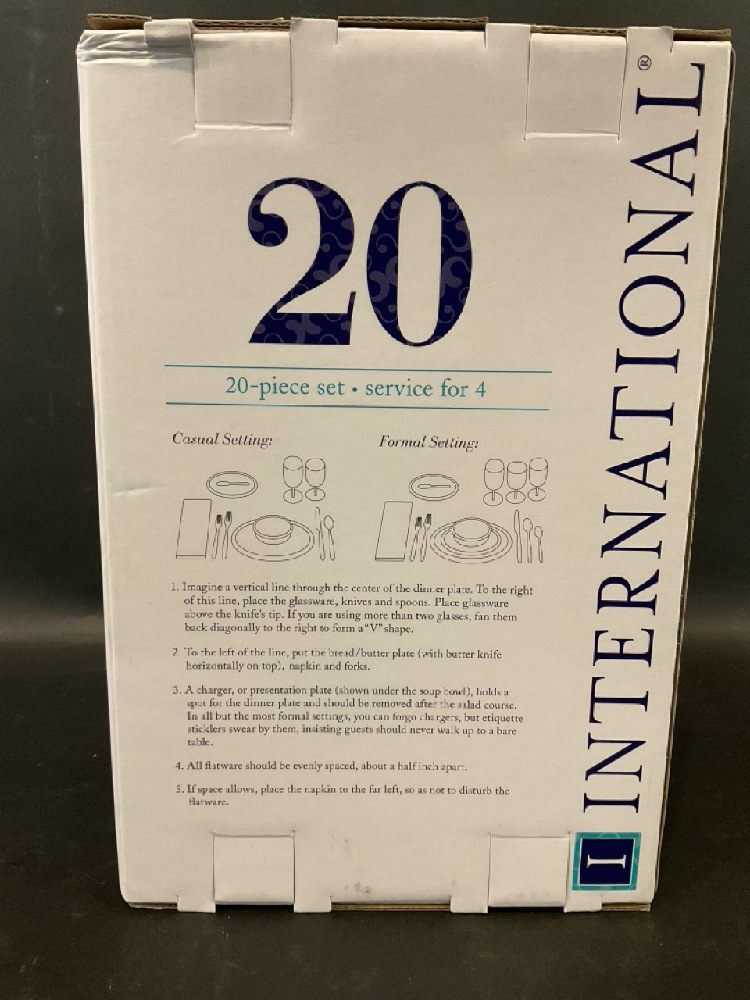 20
20-piece set • service for 4
Casual Setting:
Formal Setting:
1. Imagine a vertical line through the center of the dinner plate. To the right
of this line, place the glassware, knives and spoons. Place glassware
above the knife's tip. If you are using more than two glasses, fan them
back diagonally to the right to form a "V" shape.
2 To the left of the line, put the bread/butter plate (with butter knife
horizontally on top), napkin and forks.
3. A charger, or presentation plate (shown under the soup bowl), holds a
spot for the dinner plate and should be removed after the salad course.
In all but the most formal settings, you can forgo chargers, but etiquette
sticklers swear by them, insisting guests should never walk up to a bare
table.
4. All flatware should be evenly spaced, about a half inch apart.
5. If space allows, place the napkin to the far left, so as not to disturb the
flatware.
I INTERNATIONAL®